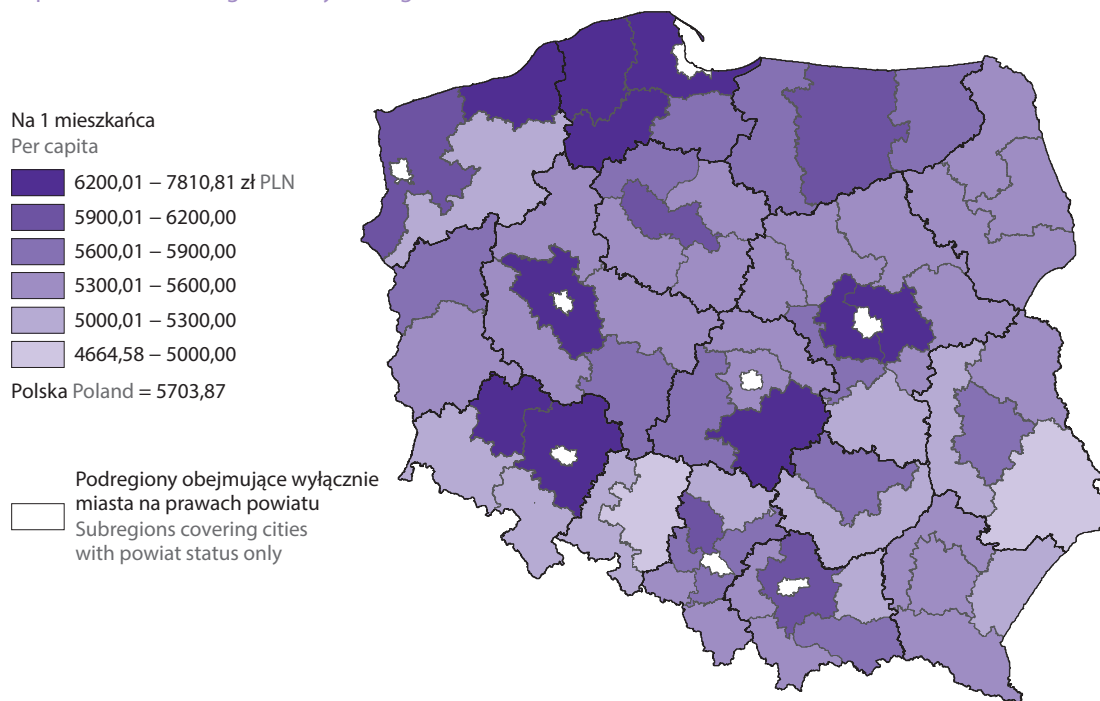 Na 1 mieszkańca
Per capita
6200,01 – 7810,81 zł PLN
5900,01 – 6200,00
5600,01 – 5900,00
5300,01 – 5600,00
5000,01 – 5300,00
4664,58 – 5000,00
Polska Poland = 5703,87
Podregiony obejmujące wyłącznie
miasta na prawach powiatu
Subregions covering cities
with powiat status only